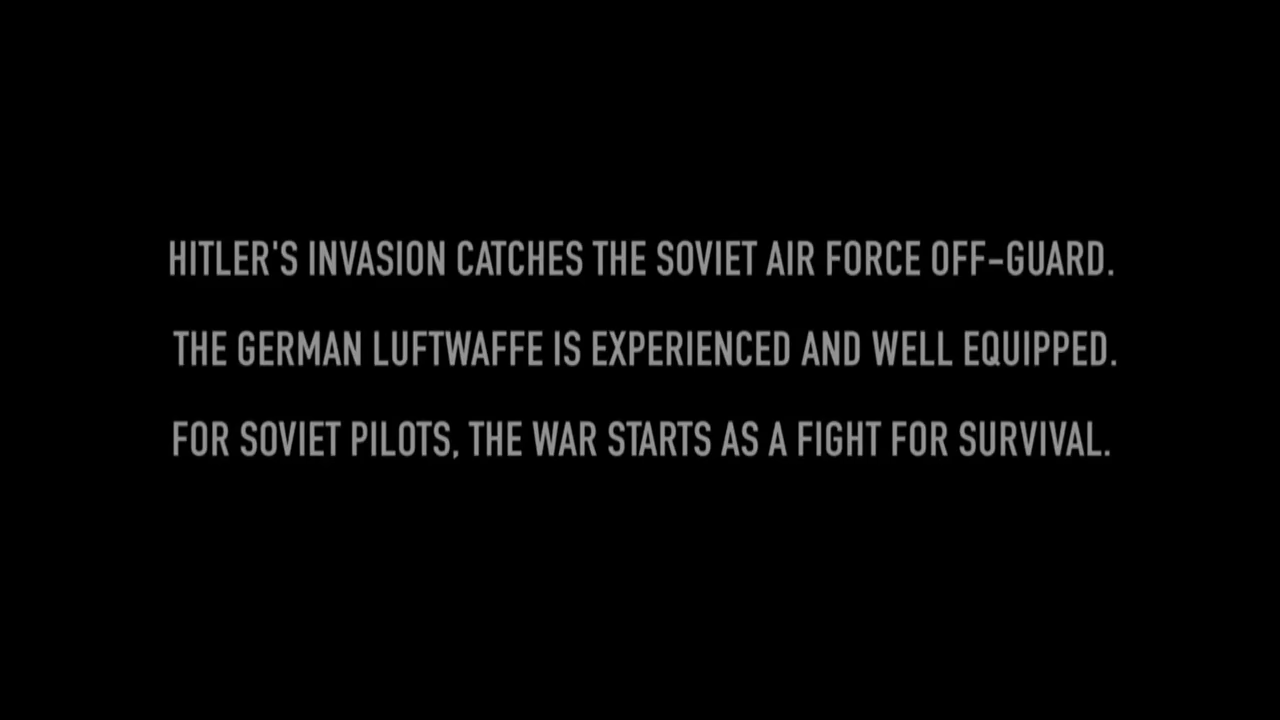 HITLER'S INVASION CATCHES THE SOVIET AIR FORCE OFF-GUARD.
THE GERMAN LUFTWAFFE IS EXPERIENCED AND WELL EQUIPPED.
FOR SOVIET PILOTS, THE WAR STARTS AS A FIGHT FOR SURVIVAL.